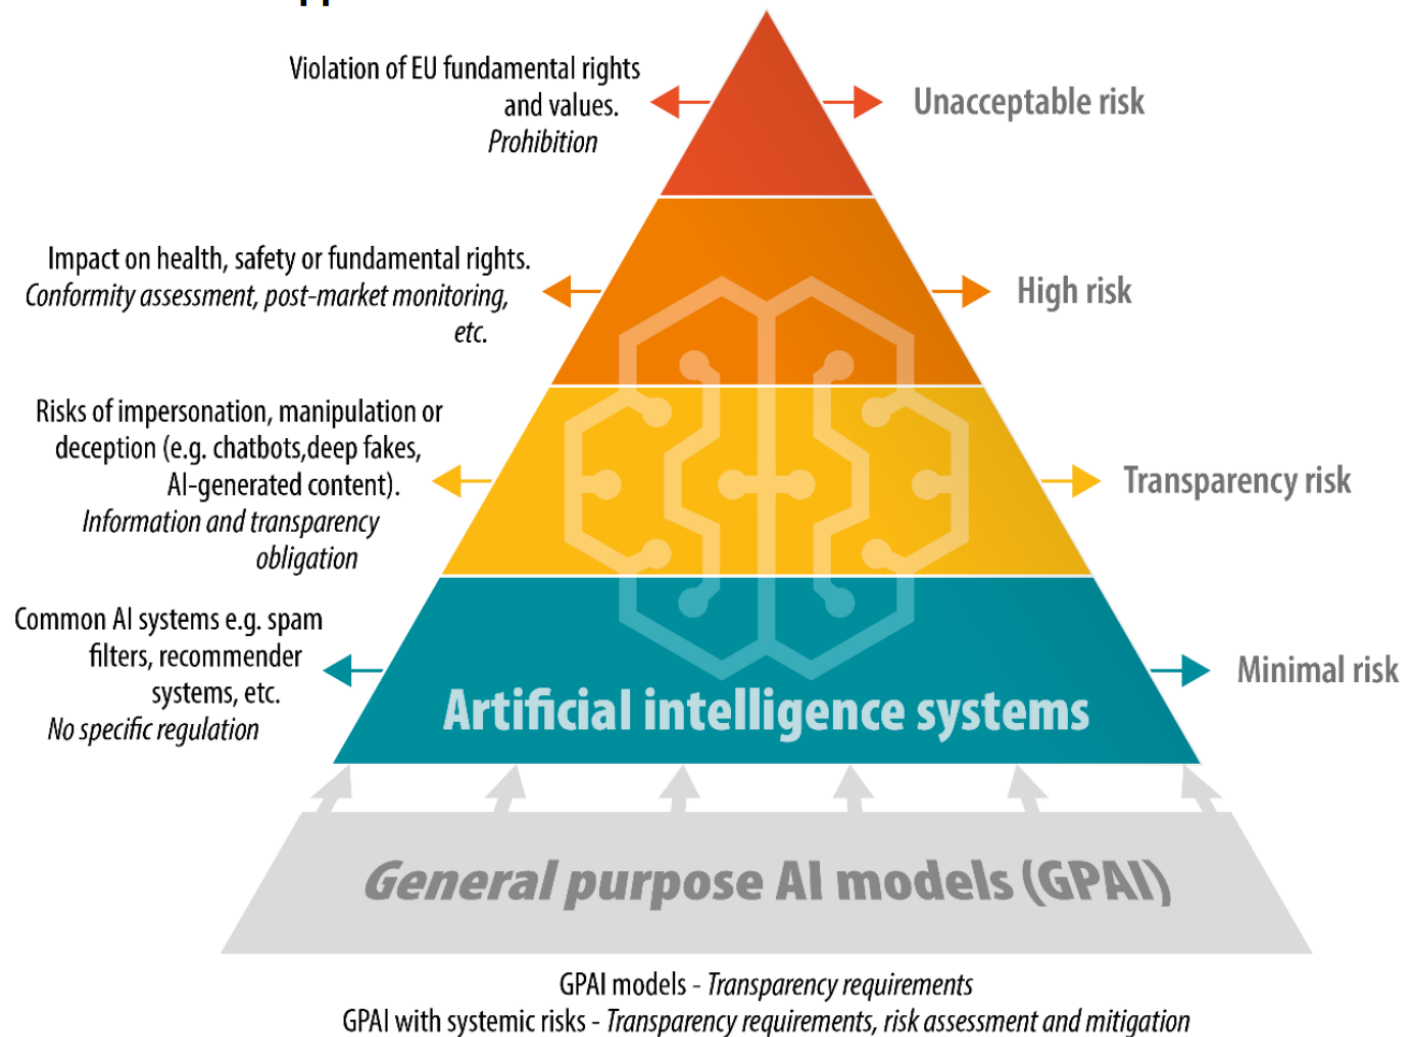 Violation of EU fundamental rights
and values.
Prohibition
Unacceptable risk
Impact on health, safety or fundamental rights.
Conformity assessment, post-market monitoring,
etc.
High risk
Risks of impersonation, manipulation or
deception (e.g. chatbots,deep fakes,
AI-generated content).
Information and transparency
obligation
Transparency risk
Common AI systems e.g. spam
filters, recommender
systems, etc.
No specific regulation
Minimal risk
Artificial intelligence systems
General purpose AI models (GPAI)
GPAI models - Transparency requirements
GPAI with systemic risks - Transparency requirements, risk assessment and mitigation